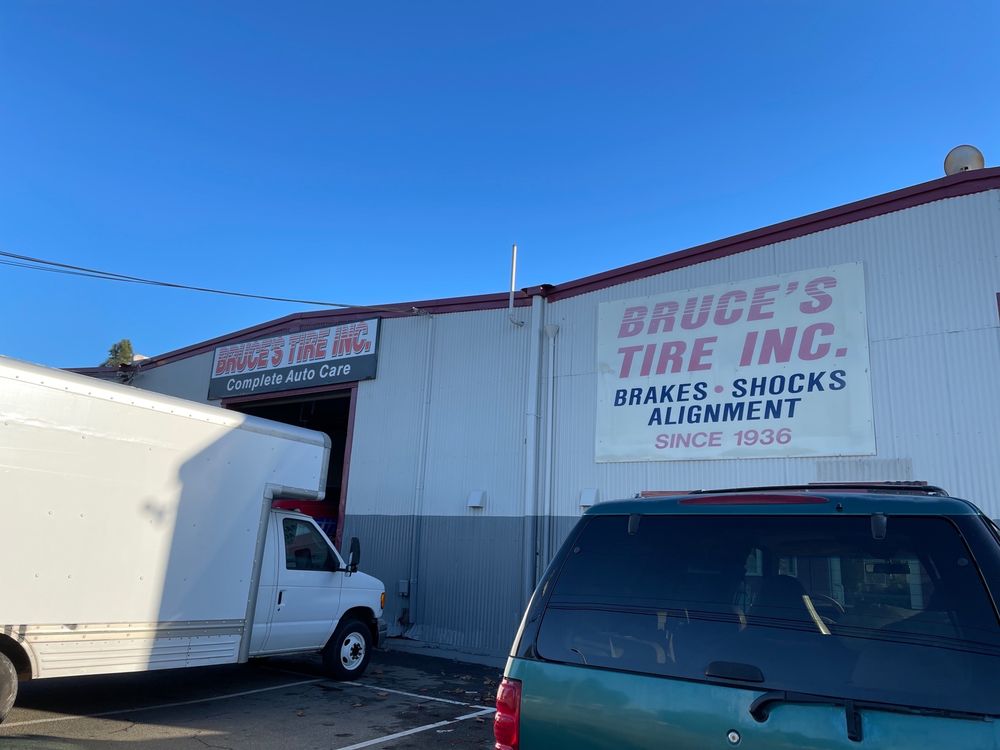 BRUCE'S TIRE INC.
Complete Auto Care
BRUCE'S
TIRE INC.
BRAKES • SHOCKS
ALIGNMENT
SINCE 1936